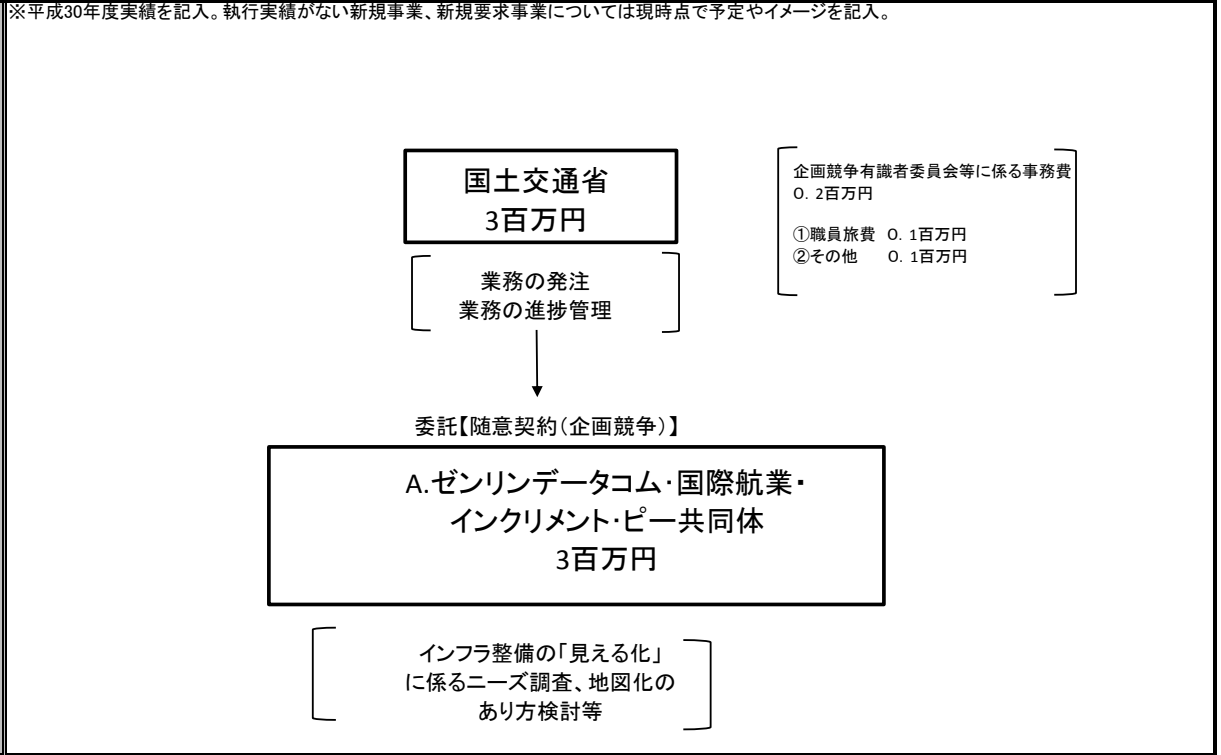 ※平成30年度実績を記入。執行実績がない新規事業、新規要求事業については現時点で予定やイメージを記入。
国土交通省
3百万円
企画競争有識者委員会等に係る事務費
0．2百万円
①職員旅費 0．1百万円
②その他 0．1百万円
業務の発注
業務の進捗管理
委託【随意契約（企画競争）】
A.ゼンリンデータコム・国際航業・
インクリメント・ピー共同体
3百万円
インフラ整備の「見える化」
に係るニーズ調査、地図化の
あり方検討等